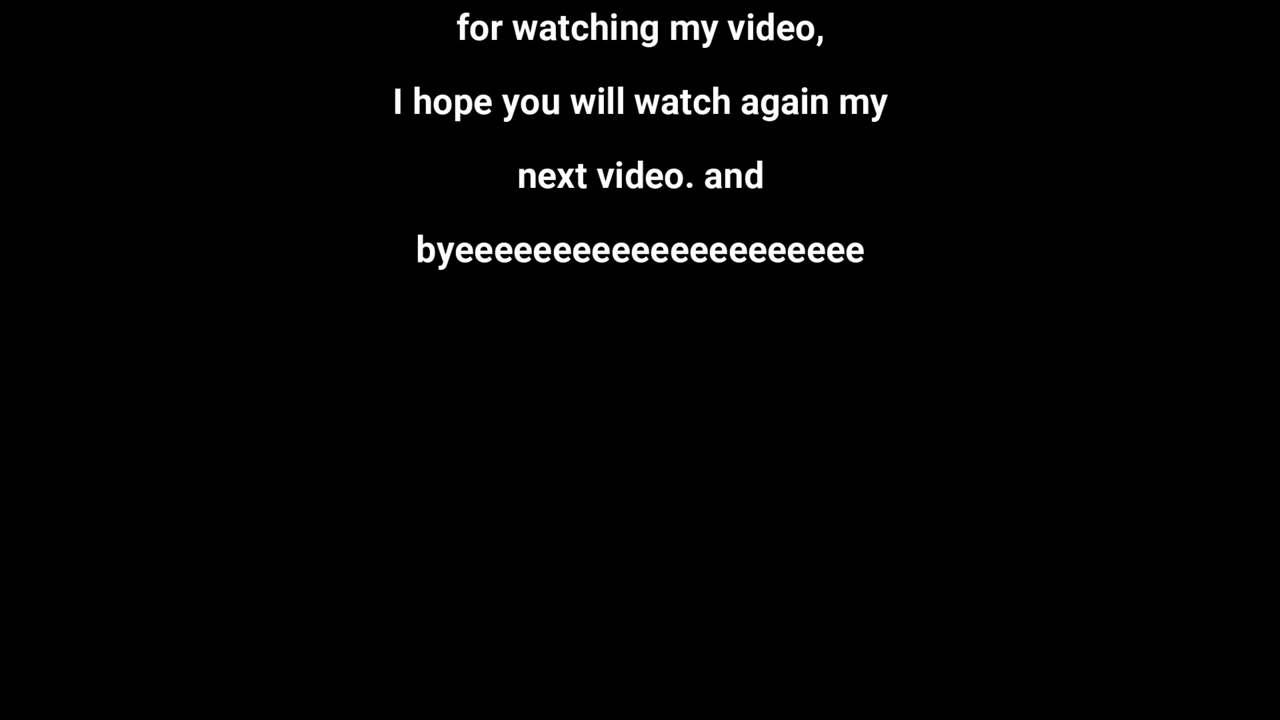 for watching my video,
I hope you will watch again my
next video. and
byeeeeeeeeeeeeeeeeeeeee